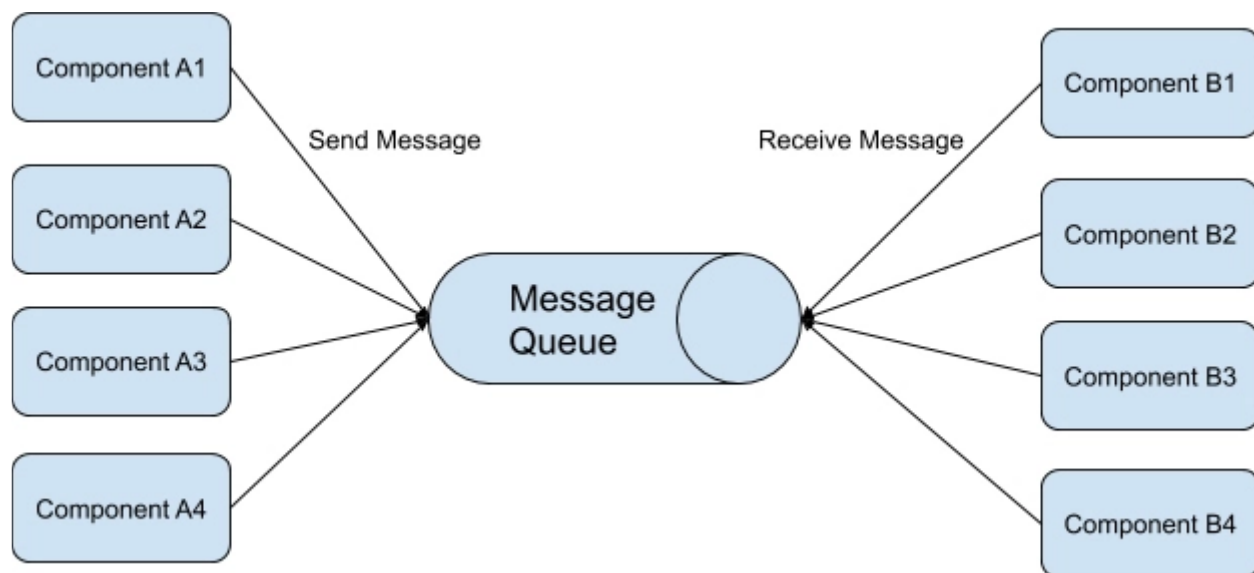 Component A1
Component B1
Send Message
Receive Message
Component A2
Component B2
Message
Queue
Component A3
Component B3
Component A4
Component B4